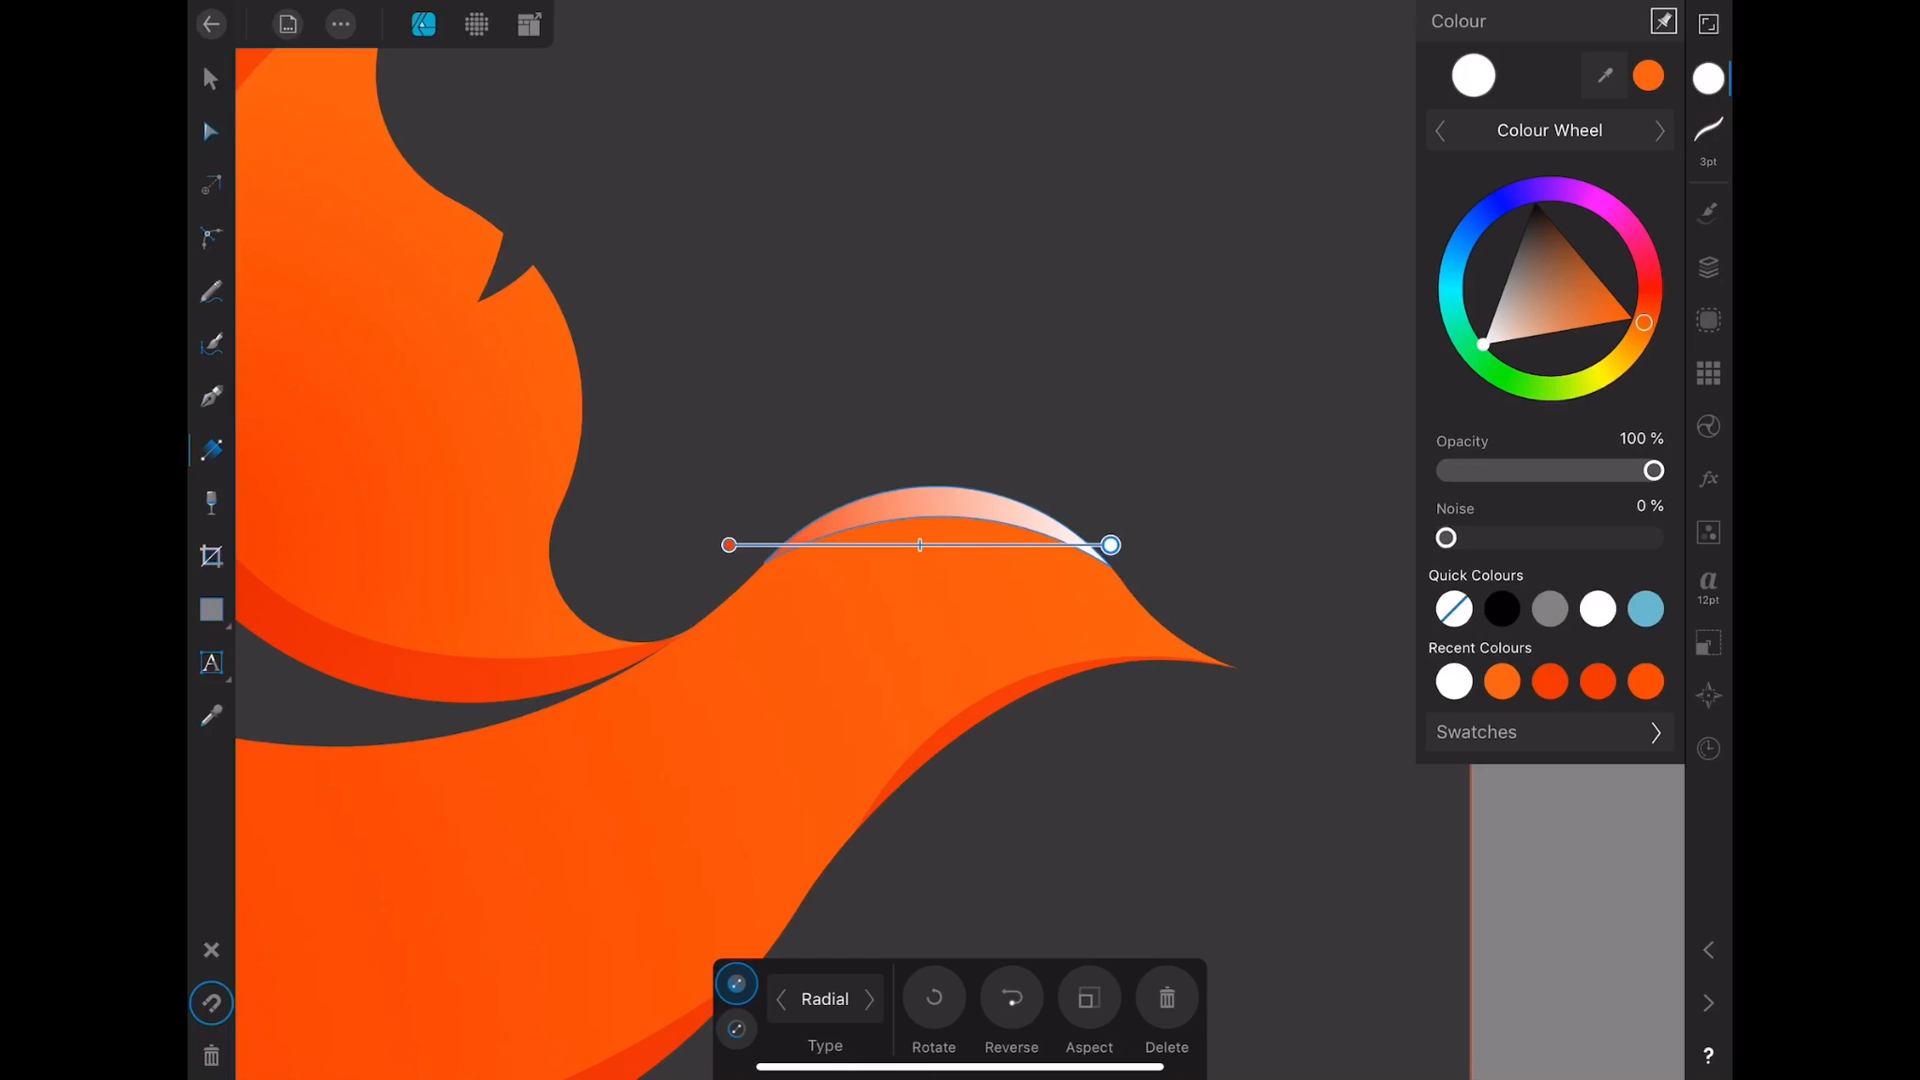 Colour
Colour Wheel
3pt
Opacity
100 %
Noise
0 %
Quick Colours
a
12pt
Recent Colours
Swatches
fx
A
Radial
Type
Rotate
Reverse
Aspect
Delete
?